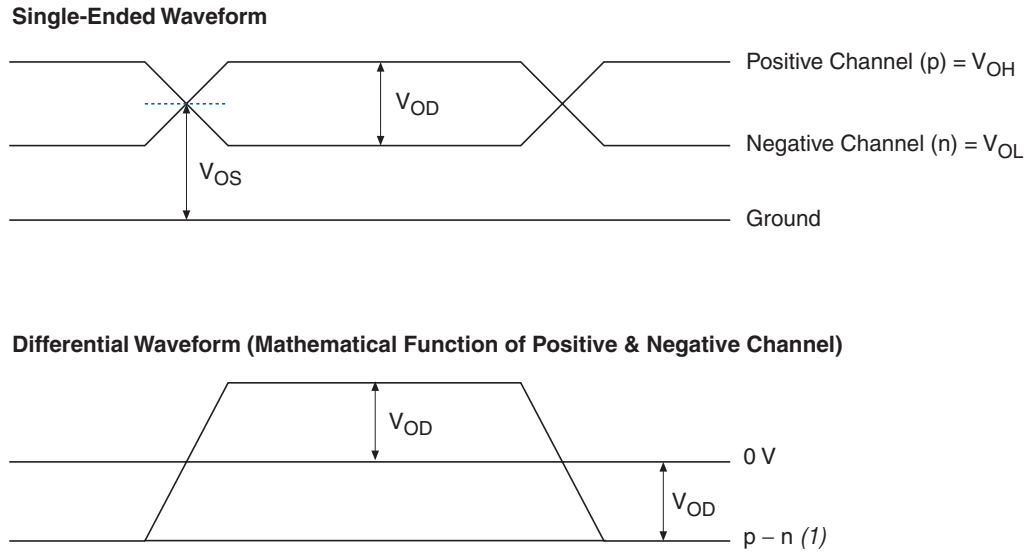 Single-Ended Waveform
Positive Channel (p) = VOH
VOD
Negative Channel (n) = VOL
VOS
Ground
Differential Waveform (Mathematical Function of Positive & Negative Channel)
VOD
0 V
VOD
p – n (1)